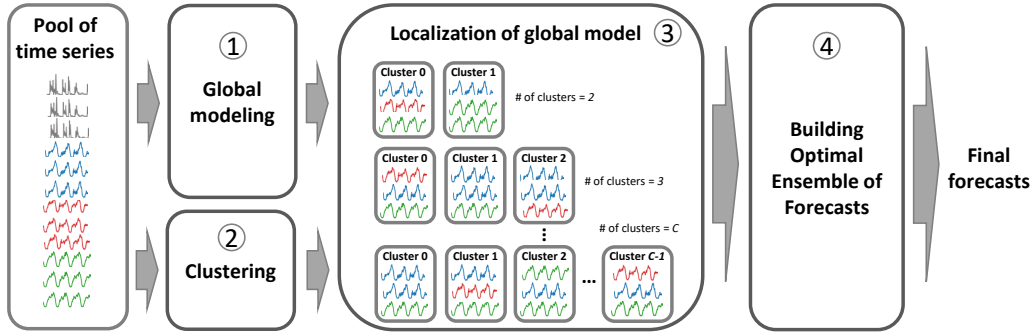 Pool of
time series
①
Global
modeling
②
Clustering
Localization of global model ③
Cluster 0
Cluster 1
# of clusters = 2
Cluster 0
Cluster 1
Cluster 2
# of clusters = 3
⋮
# of clusters = C
Cluster 0
Cluster 1
Cluster 2
...
Cluster C-1
④
Building
Optimal
Ensemble of
Forecasts
Final
forecasts